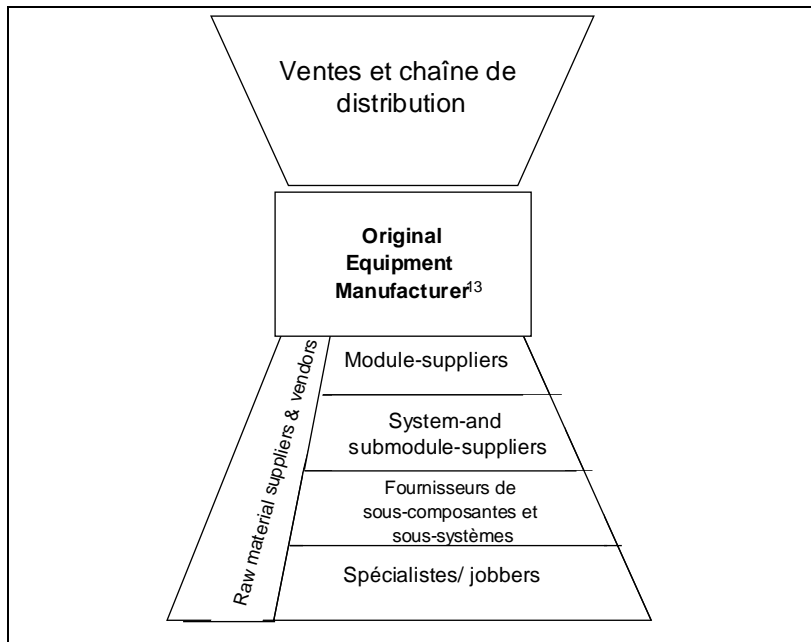 Ventes et chaîne de
distribution
Original
Equipment
Manufacturer13
Raw material suppliers & vendors
Module-suppliers
System-and
submodule-suppliers
Fournisseurs de
sous-composantes et
sous-systèmes
Spécialistes/ jobbers